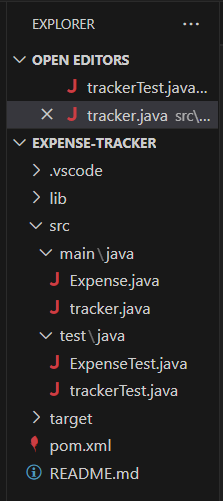 EXPLORER ...
OPEN EDITORS
trackerTest.java...
tracker.java src\...
EXPENSE-TRACKER
.vscode
lib
src
main\java
Expense.java
tracker.java
test\java
ExpenseTest.java
trackerTest.java
target
pom.xml
README.md